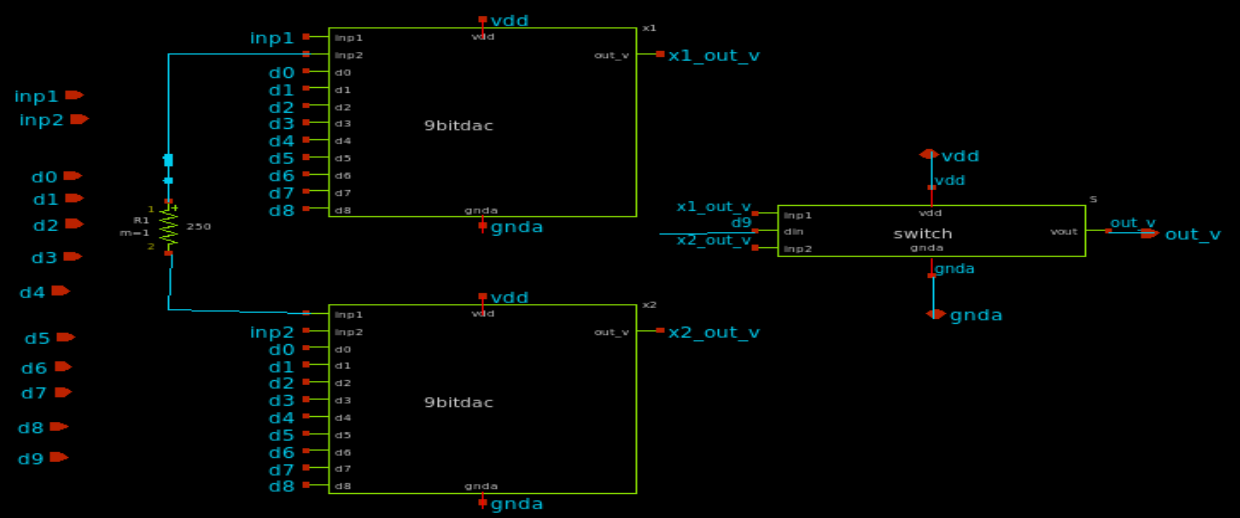 inp1
inp2
d0
d1
d2
d3
d4
d5
d6
d7
d8
d9
1
+
R1
m=1
250
2
vdd
x1
inp1
inp1
vdd
inp2
out_v
x1_out_v
d0
d0
d1
d1
d2
d2
d3
d3
9bitdac
d4
d4
d5
d5
d6
d6
d7
d7
d8
d8
gnda
gnda
vdd
x2
inp1
vdd
inp2
inp2
out_v
x2_out_v
d0
d0
d1
d1
d2
d2
d3
d3
9bitdac
d4
d4
d5
d5
d6
d6
d7
d7
d8
d8
gnda
gnda
vdd
vdd
S
x1_out_v
inp1
vdd
d9
din
switch
vout
out_v
out_v
x2_out_v
inp2
gnda
gnda
gnda